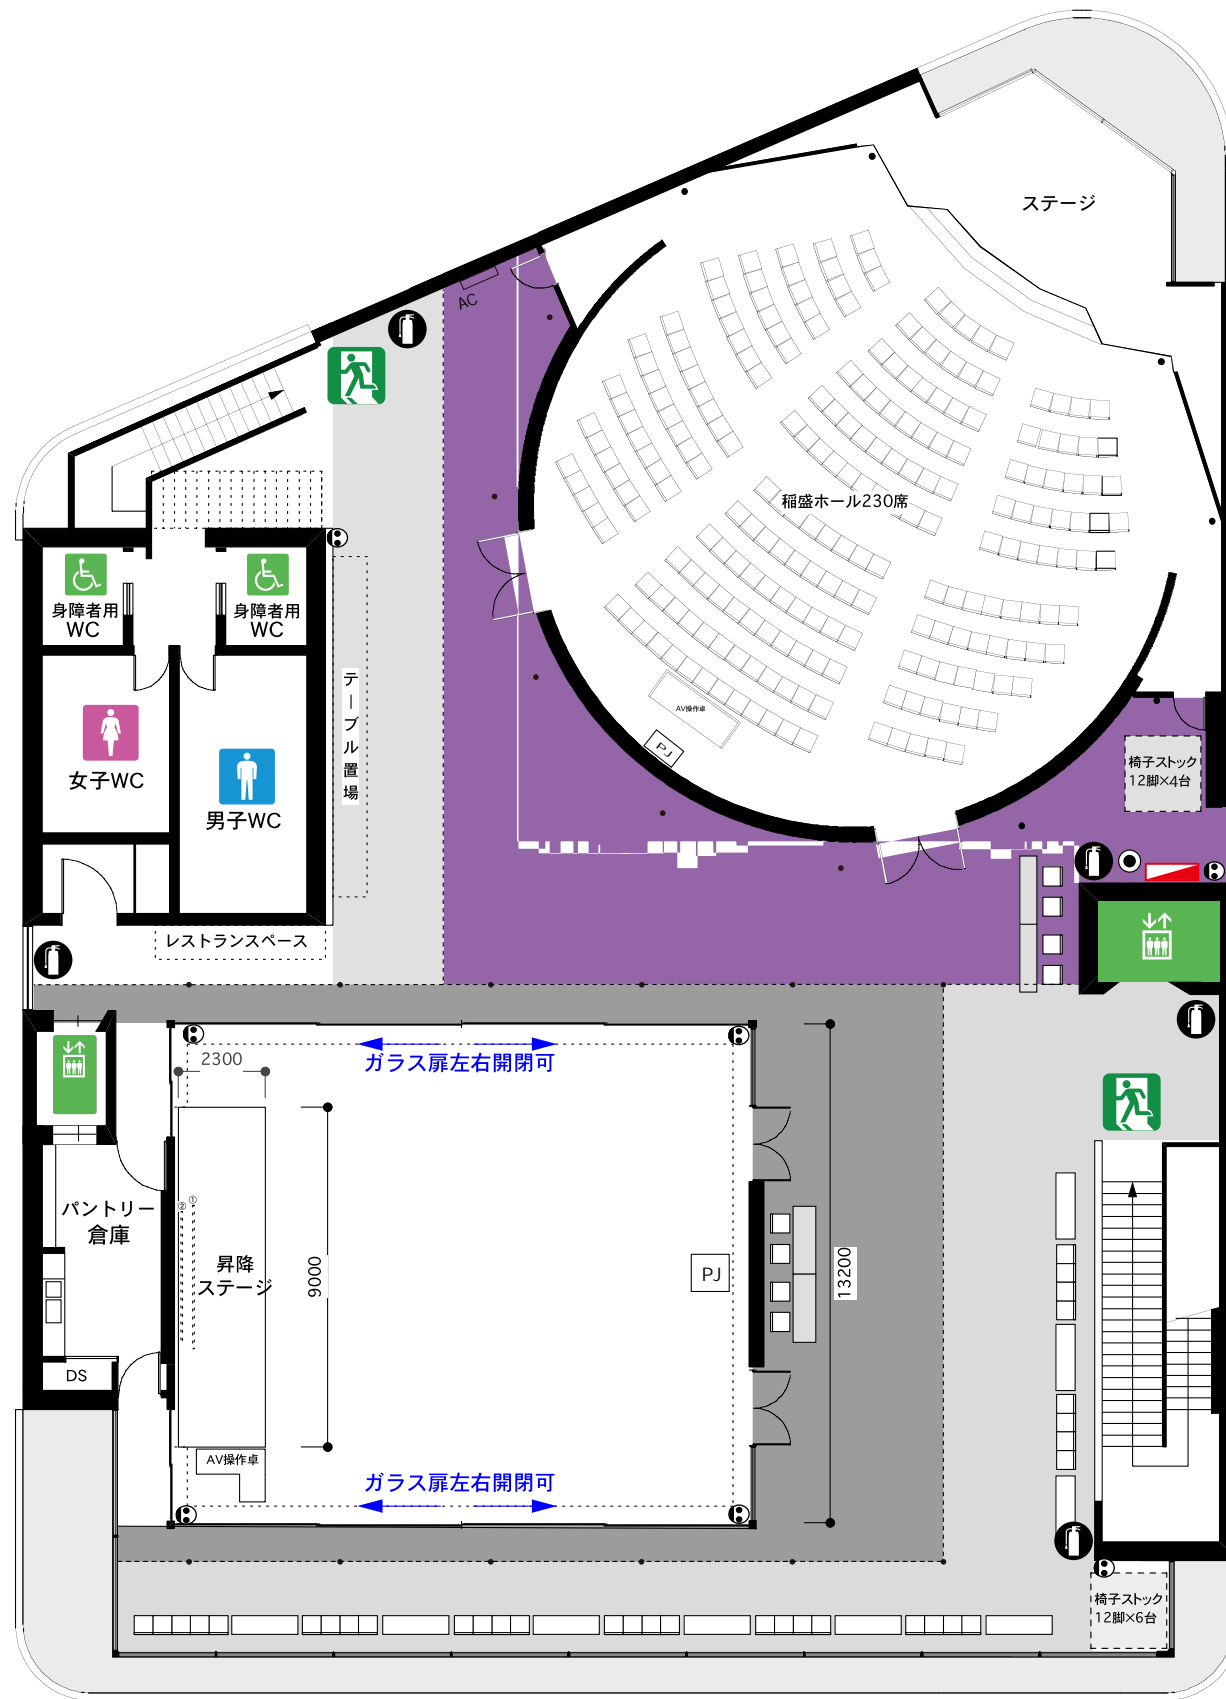 ステージ
AC
稲盛ホール230席
身障者用
WC
身障者用
WC
テーブル置場
AV操作卓
PJ
女子WC
男子WC
椅子ストック
12脚×4台
レストランスペース
ガラス扉左右開閉可
2300
パントリー
倉庫
②
①
昇降
ステージ
9000
PJ
13200
DS
AV操作卓
ガラス扉左右開閉可
椅子ストック
12脚×6台